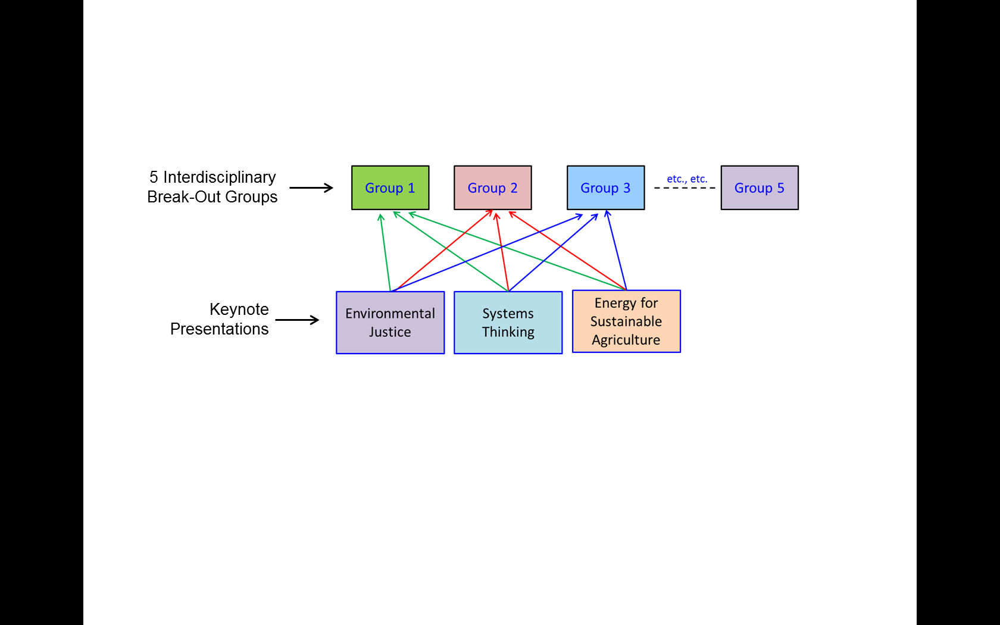 5 Interdisciplinary
Break-Out Groups
Group 1
Group 2
Group 3
etc., etc.
Group 5
Keynote
Presentations
Environmental
Justice
Systems
Thinking
Energy for
Sustainable
Agriculture